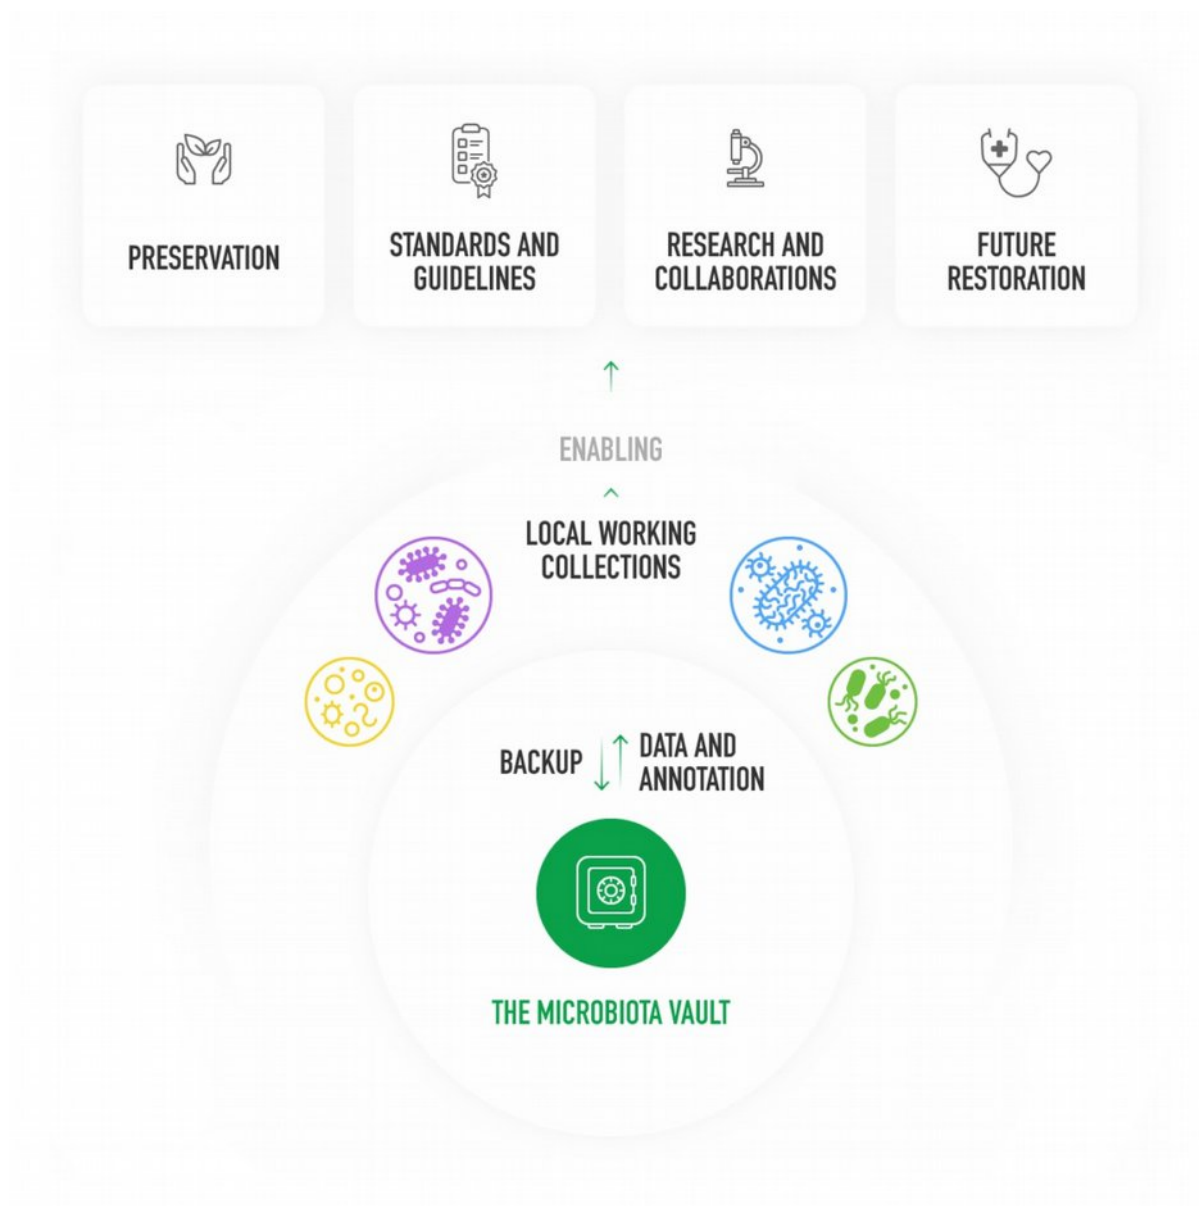 PRESERVATION
STANDARDS AND
GUIDELINES
RESEARCH AND
COLLABORATIONS
FUTURE
RESTORATION
ENABLING
LOCAL WORKING
COLLECTIONS
BACKUP
DATA AND
ANNOTATION
THE MICROBIOTA VAULT